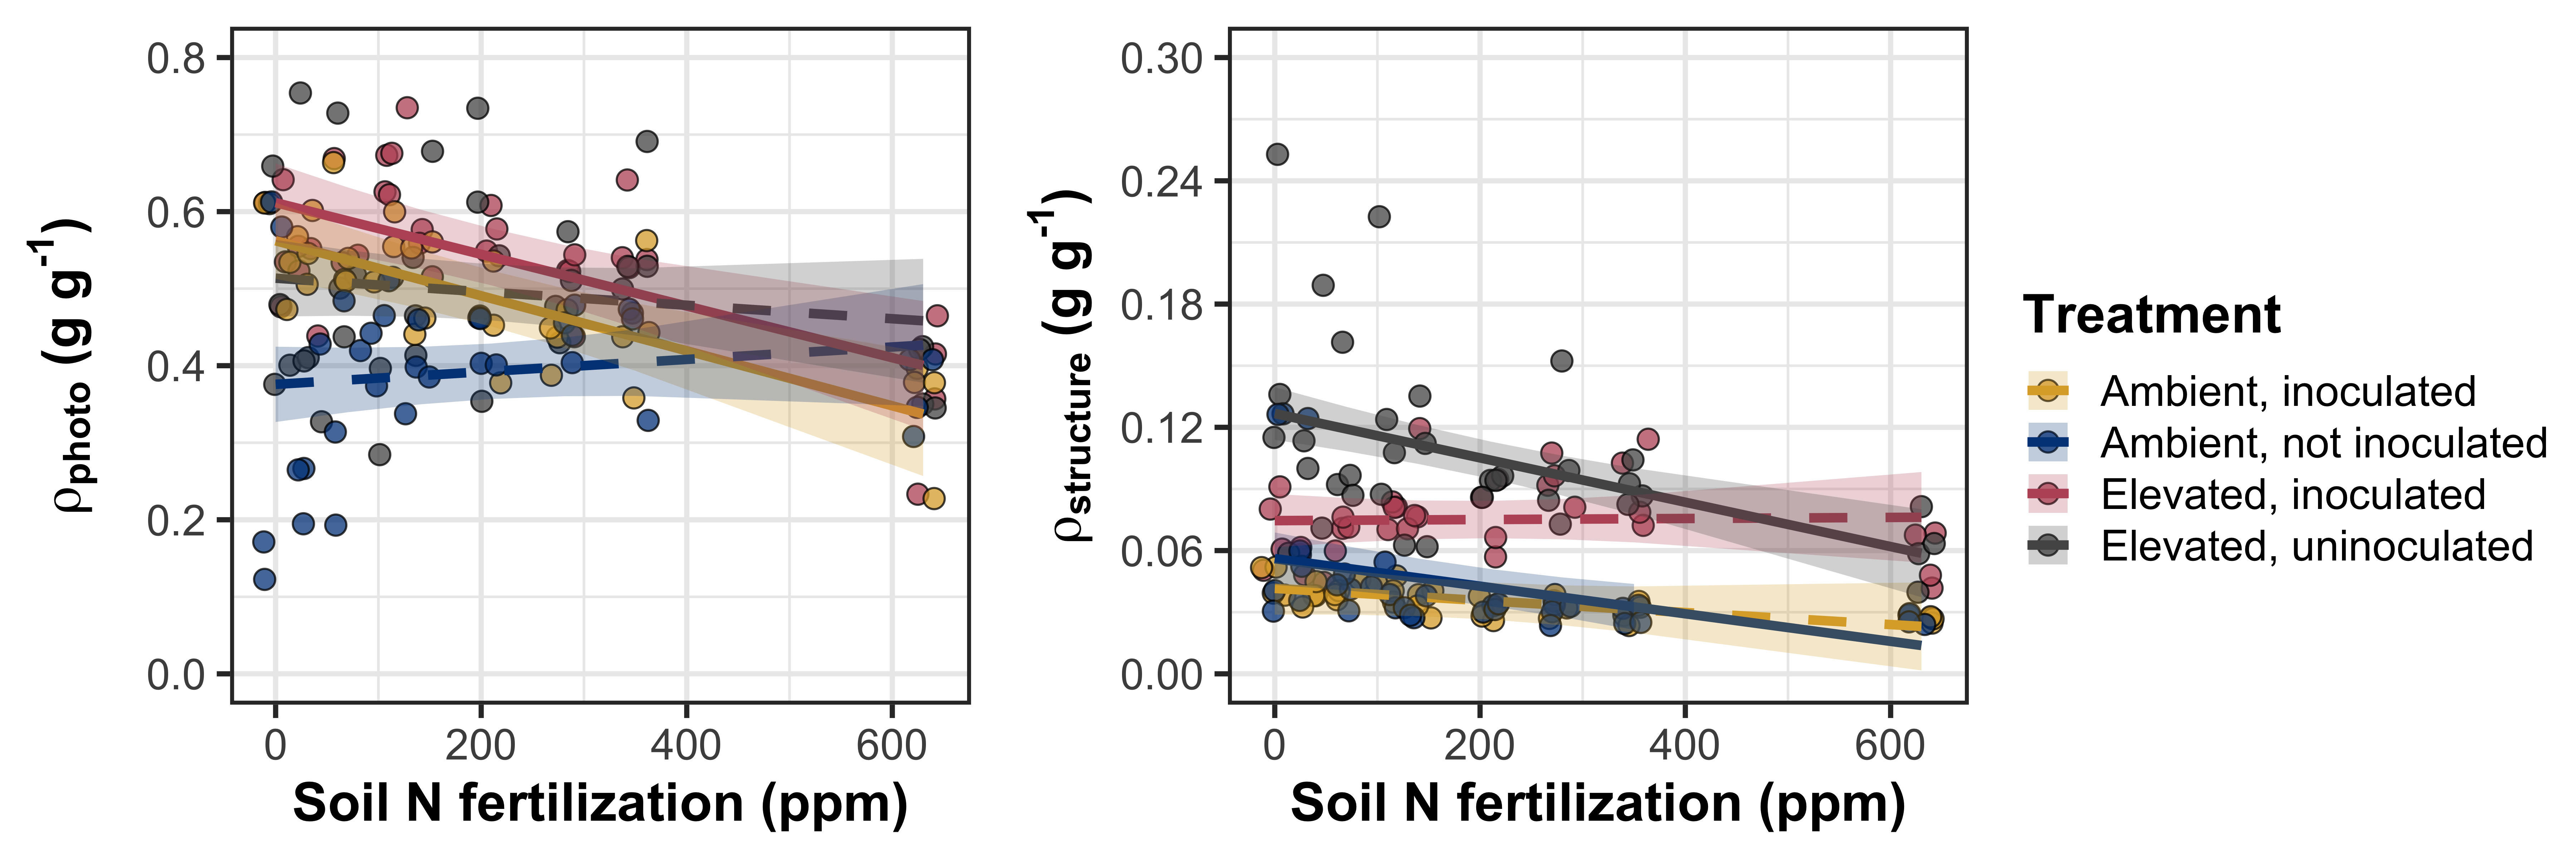 0.8
0.6
0.4
0.2
0.0
ρphoto (g g-1)
0 200 400 600
Soil N fertilization (ppm)
0.30
0.24
0.18
0.12
0.06
0.00
ρstructure (g g-1)
0 200 400 600
Soil N fertilization (ppm)
Treatment
Ambient, inoculated
Ambient, not inoculated
Elevated, inoculated
Elevated, uninoculated